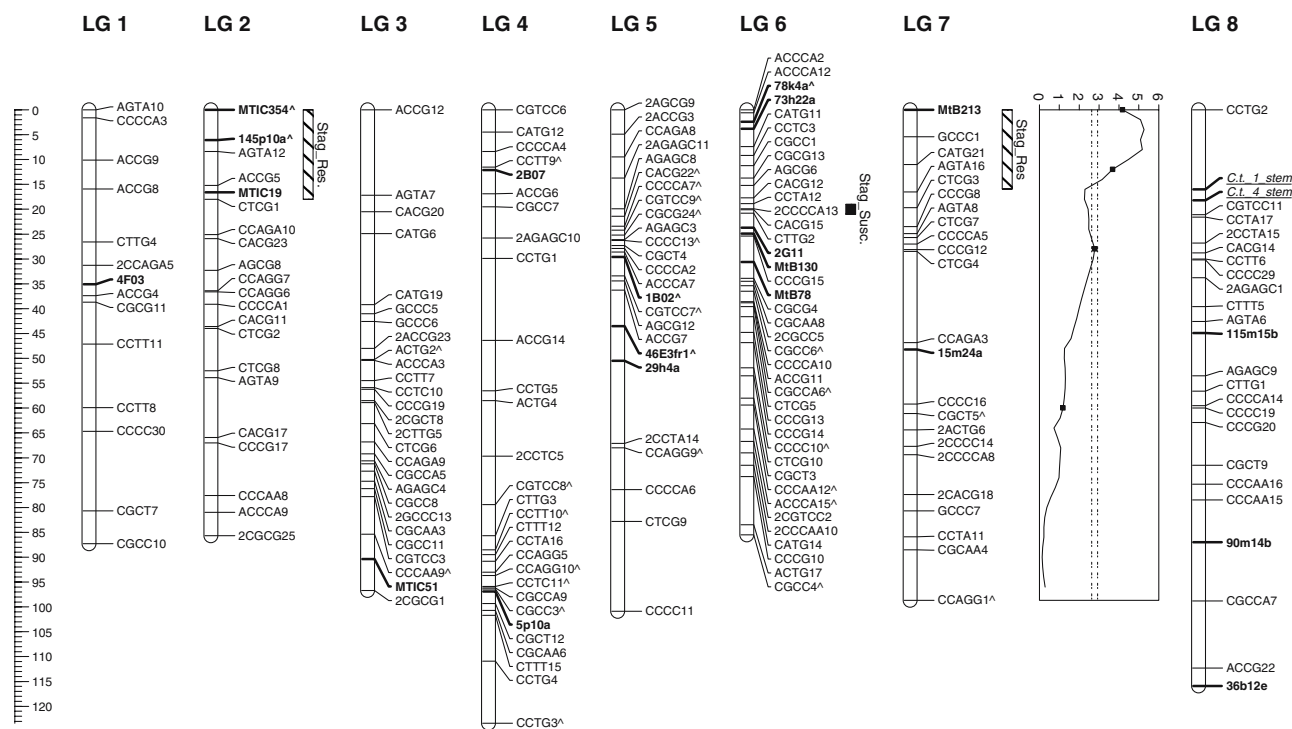 LG 1
LG 2
LG 3
LG 4
LG 5
LG 6
LG 7
LG 8
0
5
10
15
20
25
30
35
40
45
50
55
60
65
70
75
80
85
90
95
100
105
110
115
120
AGTA10
CCCCA3
ACCG9
ACCG8
CTTG4
2CCAGA5
4F03
ACCG4
CGCG11
CCTT11
CCTT8
CCCC30
CGCT7
CGCC10
MTIC354^
145p10a^
AGTA12
ACCG5
MTIC19
CTCG1
CCAGA10
CACG23
AGCG8
CCAGG7
CCAGG6
CCCCA1
CACG11
CTCG2
CTCG8
AGTA9
CACG17
CCCG17
CCCAA8
ACCCA9
2CGCG25
Stag_Res.
ACCG12
AGTA7
CACG20
CATG6
CATG19
GCCC5
GCCC6
2ACCG23
ACTG2^
ACCCA3
CCTT7
CCTC10
CCCG19
2CGCT8
2CTTG5
CTCG6
CCAGA9
CGCCA5
AGAGC4
CGCC8
2GCCC13
CGCAA3
CGCC11
CGTCC3
CCCAA9^
MTIC51
2CGCG1
CGTCC6
CATG12
CCCCA4
CCTT9^
2B07
ACCG6
CGCC7
2AGAGC10
CCTG1
ACCG14
CCTG5
ACTG4
2CCTC5
CGTCC8^
CTTG3
CCTT10^
CTTT12
CCTA16
CCAGG5
CCAGG10^
CCTC11^
CGCCA9
CGCC3^
5p10a
CGCT12
CGCAA6
CTTT15
CCTG4
CCTG3^
2AGCG9
2ACCG3
CCAGA8
2AGAGC11
AGAGC8
CACG22^
CCCCA7^
CGTCC9^
CGCG24^
AGAGC3
CCCC13^
CGCT4
CCCCA2
ACCCA7
1B02^
CGTCC7^
AGCG12
ACCG7
46E3fr1^
29h4a
2CCTA14
CCAGG9^
CCCCA6
CTCG9
CCCC11
ACCCA2
ACCCA12
78k4a^
73h22a
CATG11
CCTC3
CGCC1
CGCG13
AGCG6
CACG12
CCTA12
2CCCCA13
CACG15
CTTG2
2G11
MtB130
CCCG15
MtB78
CGCG4
CGCAA8
2CGCC5
CGCC6^
CCCCA10
ACCG11
CGCCA6^
CTCG5
CCCG13
CCCG14
CCCC10^
CTCG10
CGCT3
CCCAA12^
ACCCA15^
2CGTCC2
2CCCAA10
CATG14
CCCG10
ACTG17
CGCC4^
Stag_Susc.
MtB213
GCCC1
CATG21
AGTA16
CTCG3
CCCG8
AGTA8
CTCG7
CCCCA5
CCCG12
CTCG4
CCAGA3
15m24a
CCCC16
CGCT5^
2ACTG6
2CCCC14
2CCCCA8
2CACG18
GCCC7
CCTA11
CGCAA4
CCAGG1^
Stag_Res
0
1
2
3
4
5
6
CCTG2
C.t._1_stem
C.t._4_stem
CGTCC11
CCTA17
2CCTA15
CACG14
CCTT6
CCCC29
2AGAGC1
CTTT5
AGTA6
115m15b
AGAGC9
CTTG1
CCCCA14
CCCC19
CCCG20
CGCT9
CCCAA16
CCCAA15
90m14b
CGCCA7
ACCG22
36b12e